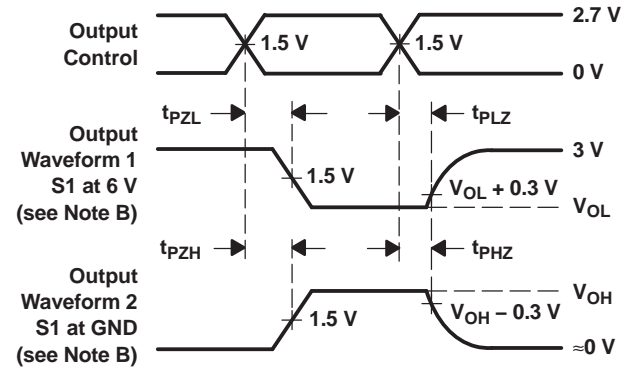 Output
Control
1.5 V
1.5 V
2.7 V
0 V
tPZL
tPLZ
Output
Waveform 1
S1 at 6 V
(see Note B)
1.5 V
3 V
VOL + 0.3 V
VOL
tPZH
tPHZ
Output
Waveform 2
S1 at GND
(see Note B)
1.5 V
VOH
VOH – 0.3 V
≈0 V